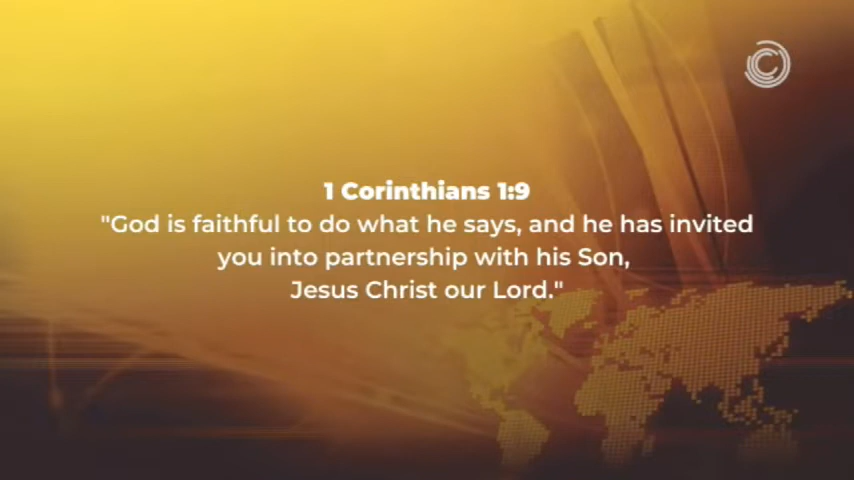 1 Corinthians 1:9
"God is faithful to do what he says, and he has invited
you into partnership with his Son,
Jesus Christ our Lord."